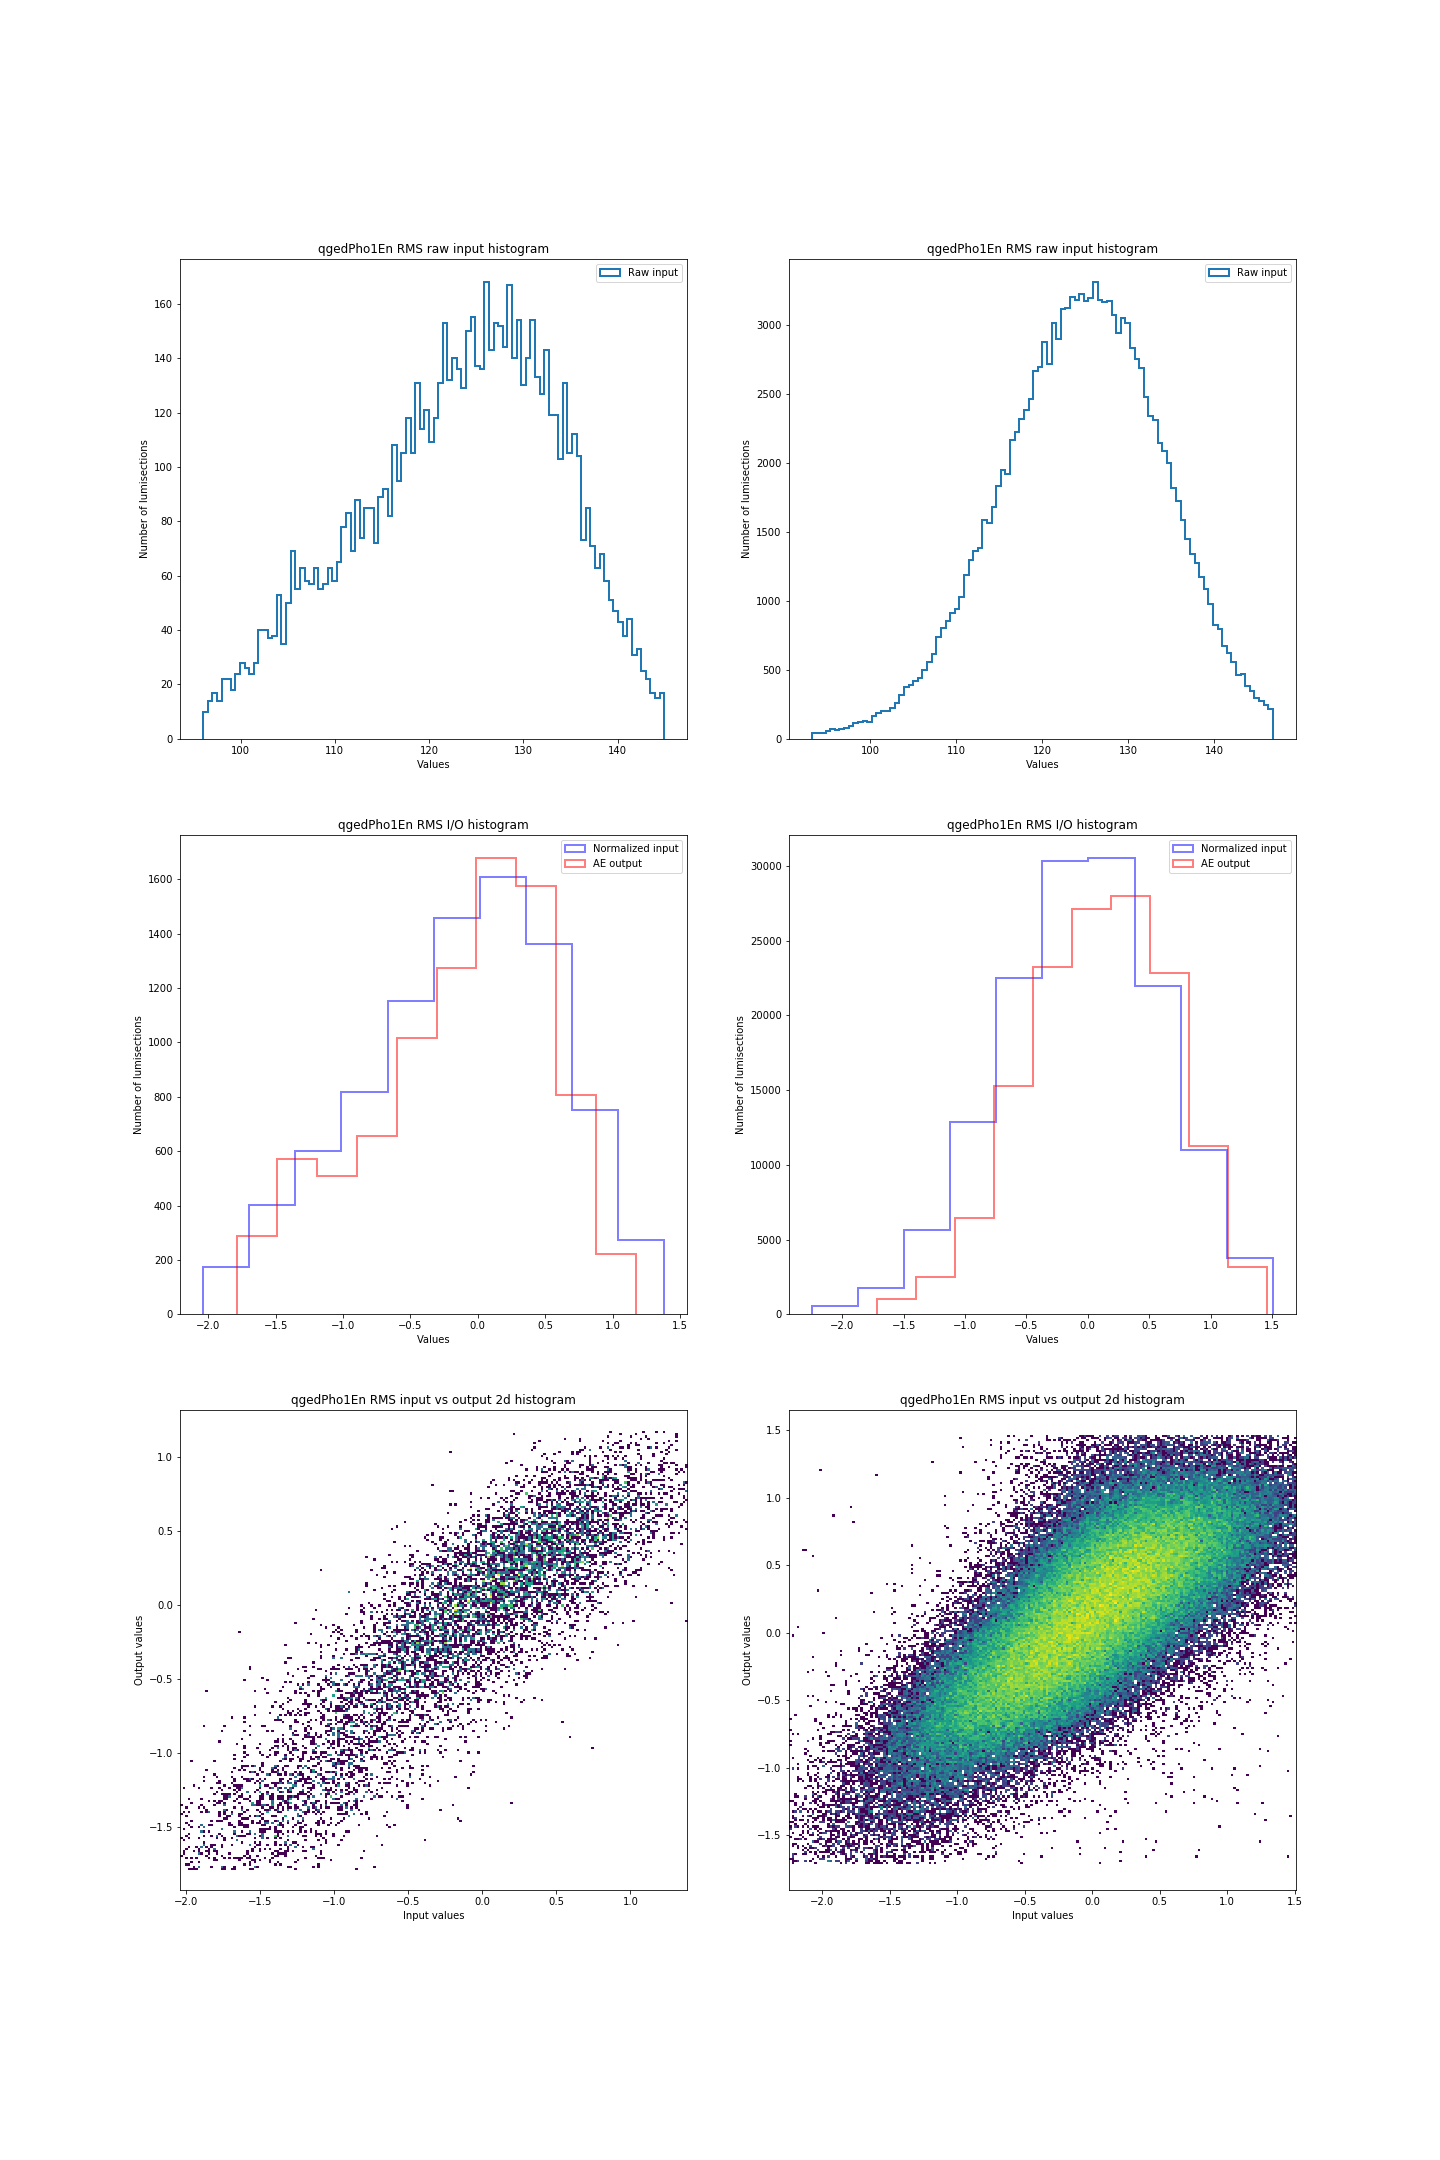 qgedPho1En RMS raw input histogram
Raw input
Number of lumisections
160
140
120
100
80
60
40
20
0
100 110 120 130 140
Values
qgedPho1En RMS raw input histogram
Raw input
Number of lumisections
3000
2500
2000
1500
1000
500
0
100 110 120 130 140
Values
qgedPho1En RMS I/O histogram
Normalized input
AE output
Number of lumisections
1600
1400
1200
1000
800
600
400
200
0
−2.0 −1.5 −1.0 −0.5 0.0 0.5 1.0 1.5
Values
qgedPho1En RMS I/O histogram
Normalized input
AE output
Number of lumisections
30000
25000
20000
15000
10000
5000
0
−2.0 −1.5 −1.0 −0.5 0.0 0.5 1.0 1.5
Values
qgedPho1En RMS input vs output 2d histogram
Output values
1.0
0.5
0.0
−0.5
−1.0
−1.5
−2.0 −1.5 −1.0 −0.5 0.0 0.5 1.0
Input values
qgedPho1En RMS input vs output 2d histogram
Output values
1.5
1.0
0.5
0.0
−0.5
−1.0
−1.5
−2.0 −1.5 −1.0 −0.5 0.0 0.5 1.0 1.5
Input values